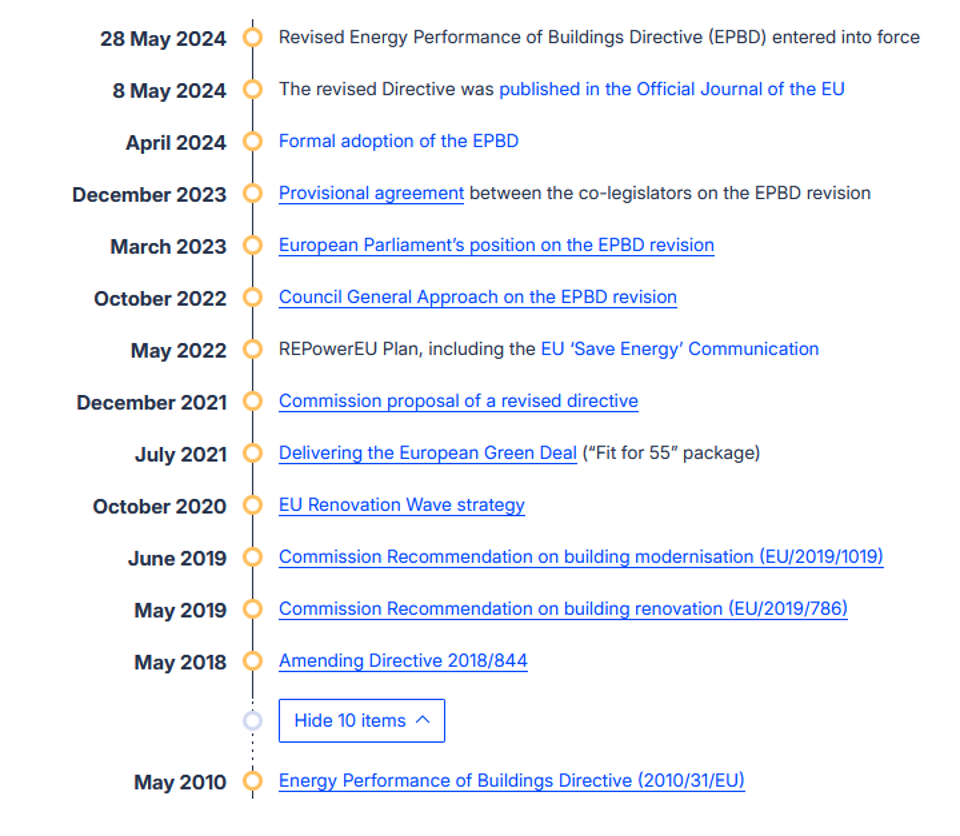 28 May 2024 Revised Energy Performance of Buildings Directive (EPBD) entered into force
8 May 2024 The revised Directive was published in the Official Journal of the EU
April 2024 Formal adoption of the EPBD
December 2023 Provisional agreement between the co-legislators on the EPBD revision
March 2023 European Parliament’s position on the EPBD revision
October 2022 Council General Approach on the EPBD revision
May 2022 REPowerEU Plan, including the EU ‘Save Energy’ Communication
December 2021 Commission proposal of a revised directive
July 2021 Delivering the European Green Deal (“Fit for 55” package)
October 2020 EU Renovation Wave strategy
June 2019 Commission Recommendation on building modernisation (EU/2019/1019)
May 2019 Commission Recommendation on building renovation (EU/2019/786)
May 2018 Amending Directive 2018/844
Hide 10 items
May 2010 Energy Performance of Buildings Directive (2010/31/EU)